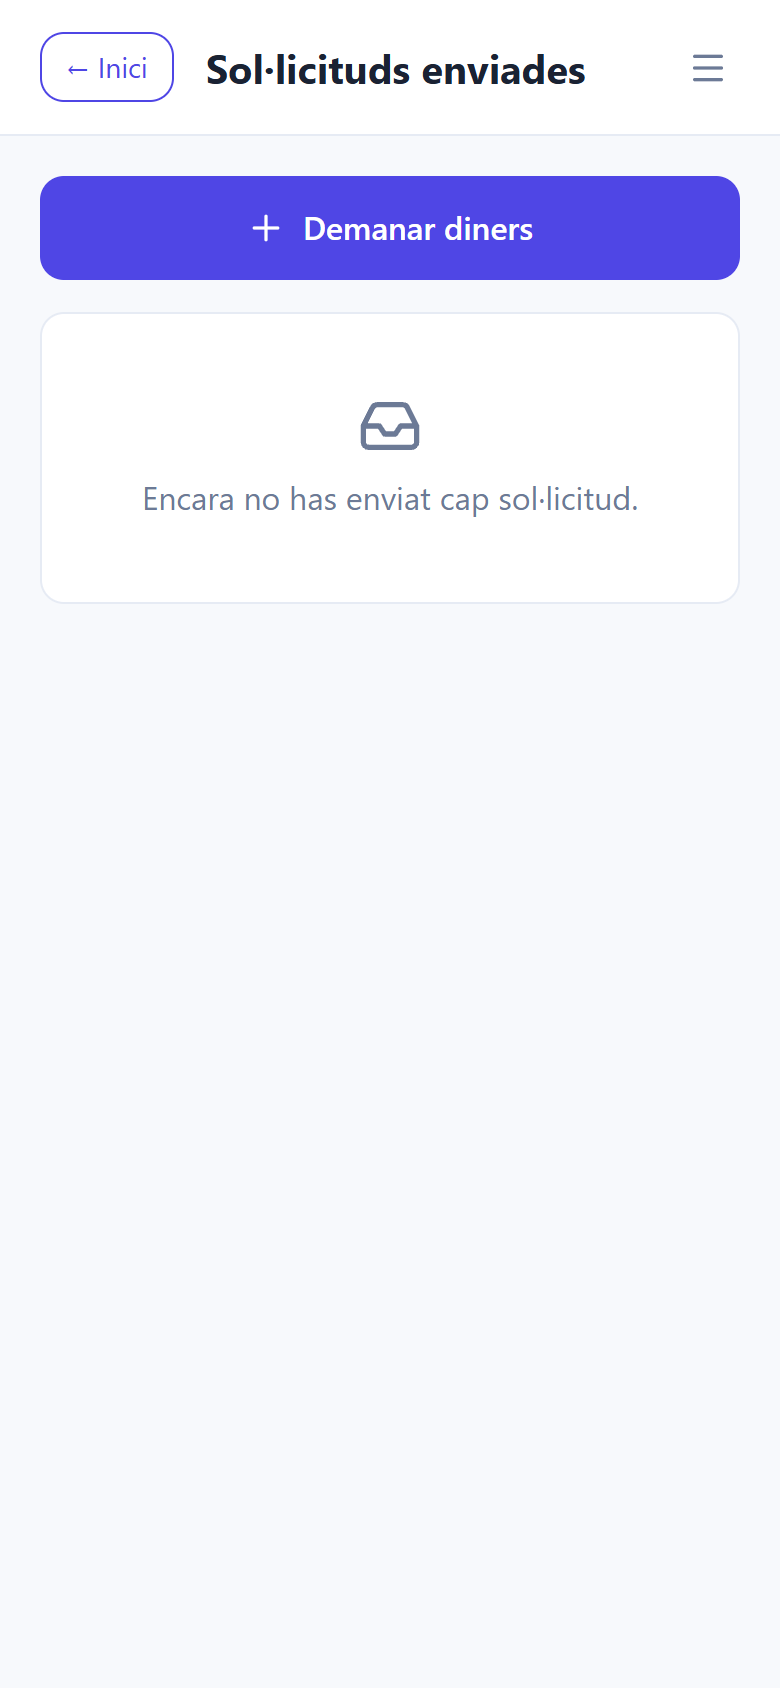 ← Inici
Sol·licituds enviades
Demanar diners
Encara no has enviat cap sol·licitud.